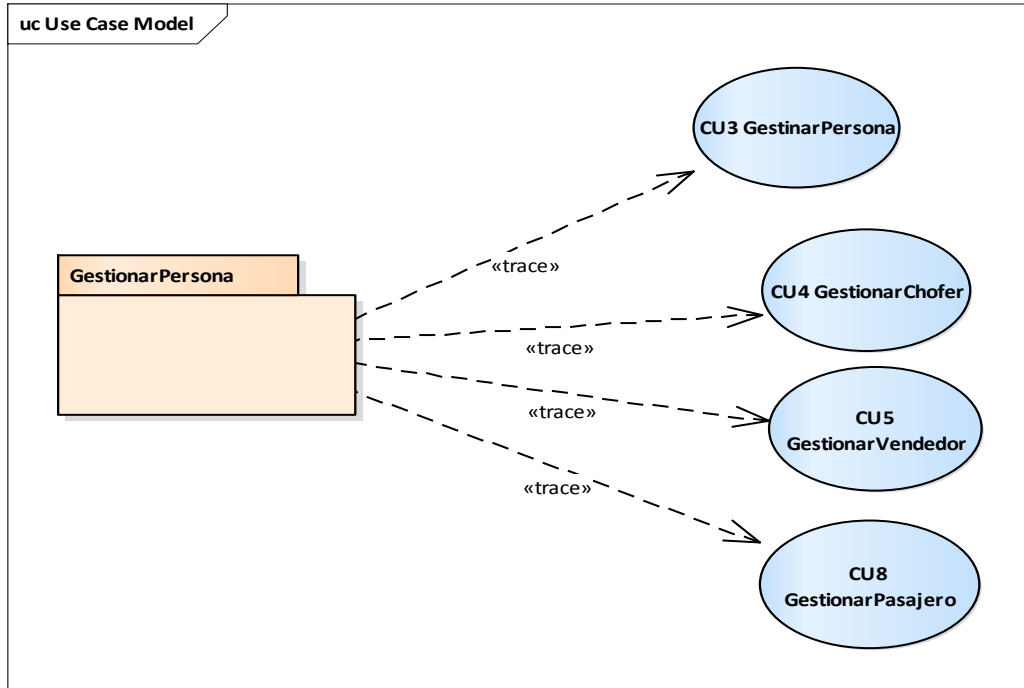 uc Use Case Model
CU3 GestinarPersona
GestionarPersona
«trace»
CU4 GestionarChofer
«trace»
«trace»
CU5
GestionarVendedor
«trace»
CU8
GestionarPasajero